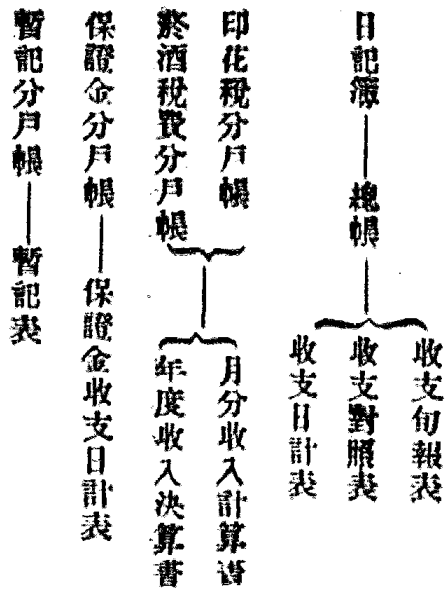 日記簿——總帳——收支旬報表
收支對照表
收支日計表
印花稅分戶帳
菸酒稅費分戶帳
月分收入計算書
年度收入決算書
保證金分戶帳——保證金收支日計表
暫記分戶帳——暫記表